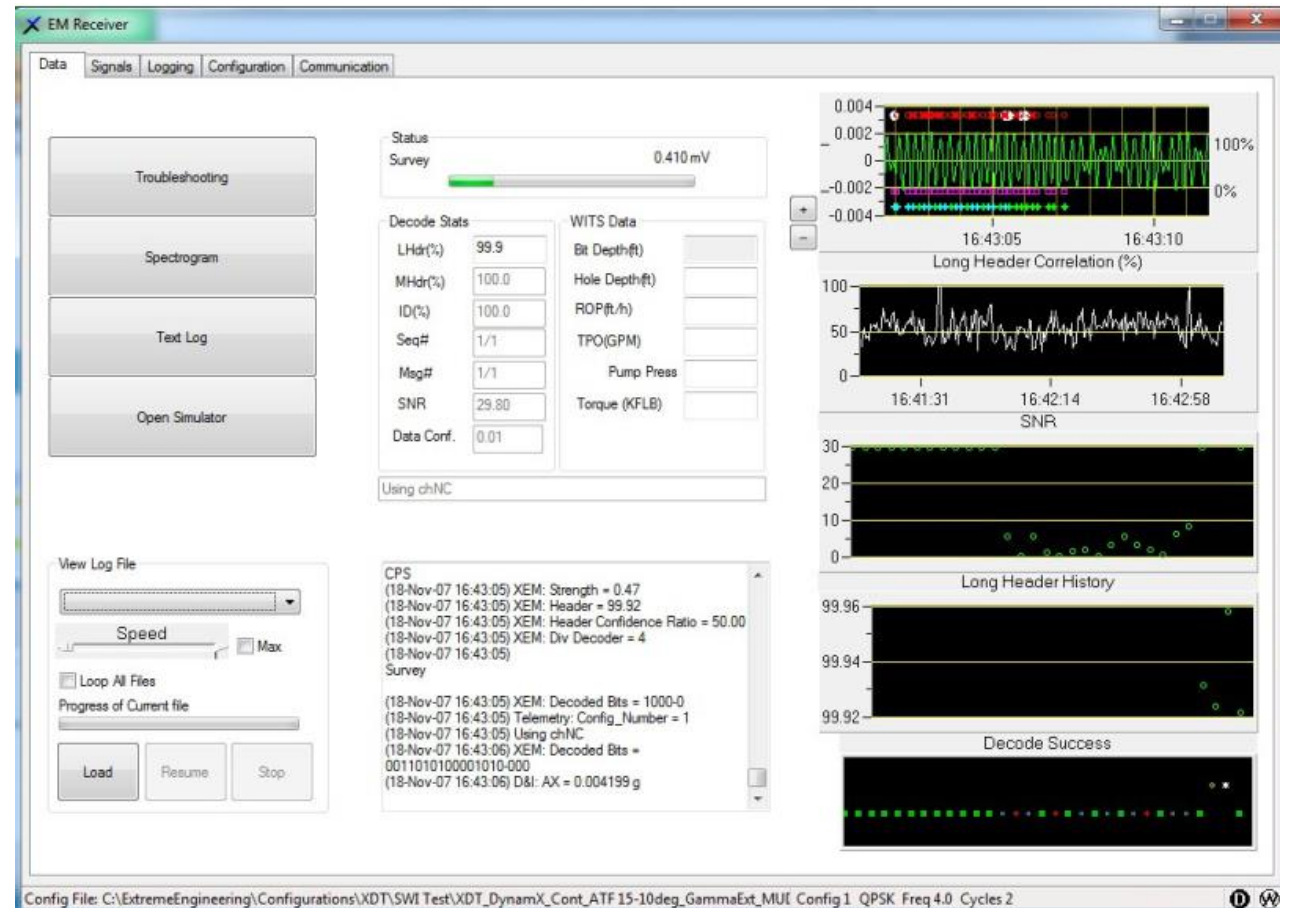 EM Receiver
Data Signals Logging Configuration Communication
Troubleshooting
Spectrogram
Text Log
Open Simulator
Status
Survey 0.410 mV
Decode Stats
LHdr(%) 99.9
MHdr(%) 100.0
ID(%) 100.0
Seq# 1/1
Msg# 1/1
SNR 29.80
Data Conf. 0.01
WITS Data
Bit Depth(ft)
Hole Depth(ft)
ROP(ft/h)
TPO(GPM)
Pump Press
Torque (KFLB)
Using chNC
View Log File
Speed
Max
Loop All Files
Progress of Current file
Load Resume Stop
CPS
(18-Nov-07 16:43:05) XEM: Strength = 0.47
(18-Nov-07 16:43:05) XEM: Header = 99.92
(18-Nov-07 16:43:05) XEM: Header Confidence Ratio = 50.00
(18-Nov-07 16:43:05) XEM: Div Decoder = 4
(18-Nov-07 16:43:05)
Survey
(18-Nov-07 16:43:05) XEM: Decoded Bits = 1000-0
(18-Nov-07 16:43:05) Telemetry: Config_Number = 1
(18-Nov-07 16:43:05) Using chNC
(18-Nov-07 16:43:06) XEM: Decoded Bits =
0011010100001010-000
(18-Nov-07 16:43:06) D&I: AX = 0.004199 g
+
-
0.004
0.002
0
-0.002
-0.004
100%
0%
16:43:05 16:43:10
Long Header Correlation (%)
100
50
0
16:41:31 16:42:14 16:42:58
SNR
30
20
10
0
Long Header History
99.96
99.94
99.92
Decode Success
Config File: C:\ExtremeEngineering\Configurations\XDT\SWI Test\XDT_DynamX_Cont_ATF 15-10deg_GammaExt_MUI Config 1 QPSK Freq 4.0 Cycles 2
D W